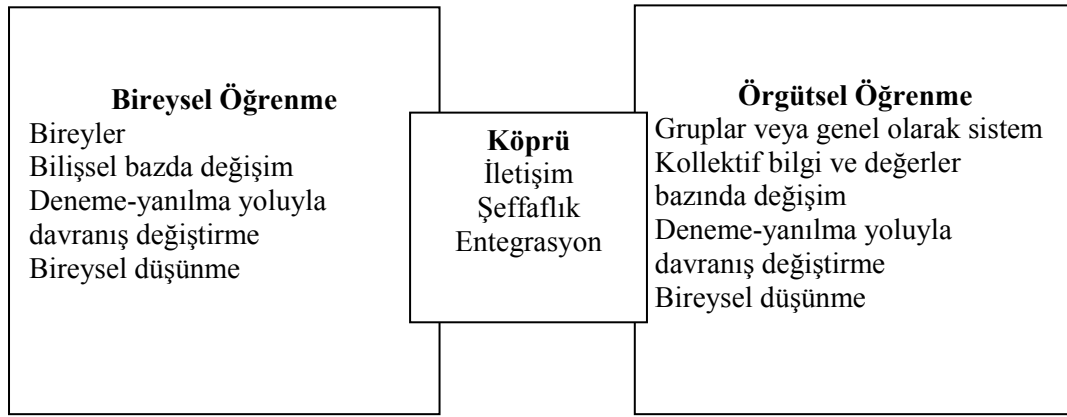 Bireysel Öğrenme
Bireyler
Bilişsel bazda değişim
Deneme-yanılma yoluyla
davranış değiştirme
Bireysel düşünme
Köprü
İletişim
Şeffaflık
Entegrasyon
Örgütsel Öğrenme
Gruplar veya genel olarak sistem
Kollektif bilgi ve değerler
bazında değişim
Deneme-yanılma yoluyla
davranış değiştirme
Bireysel düşünme